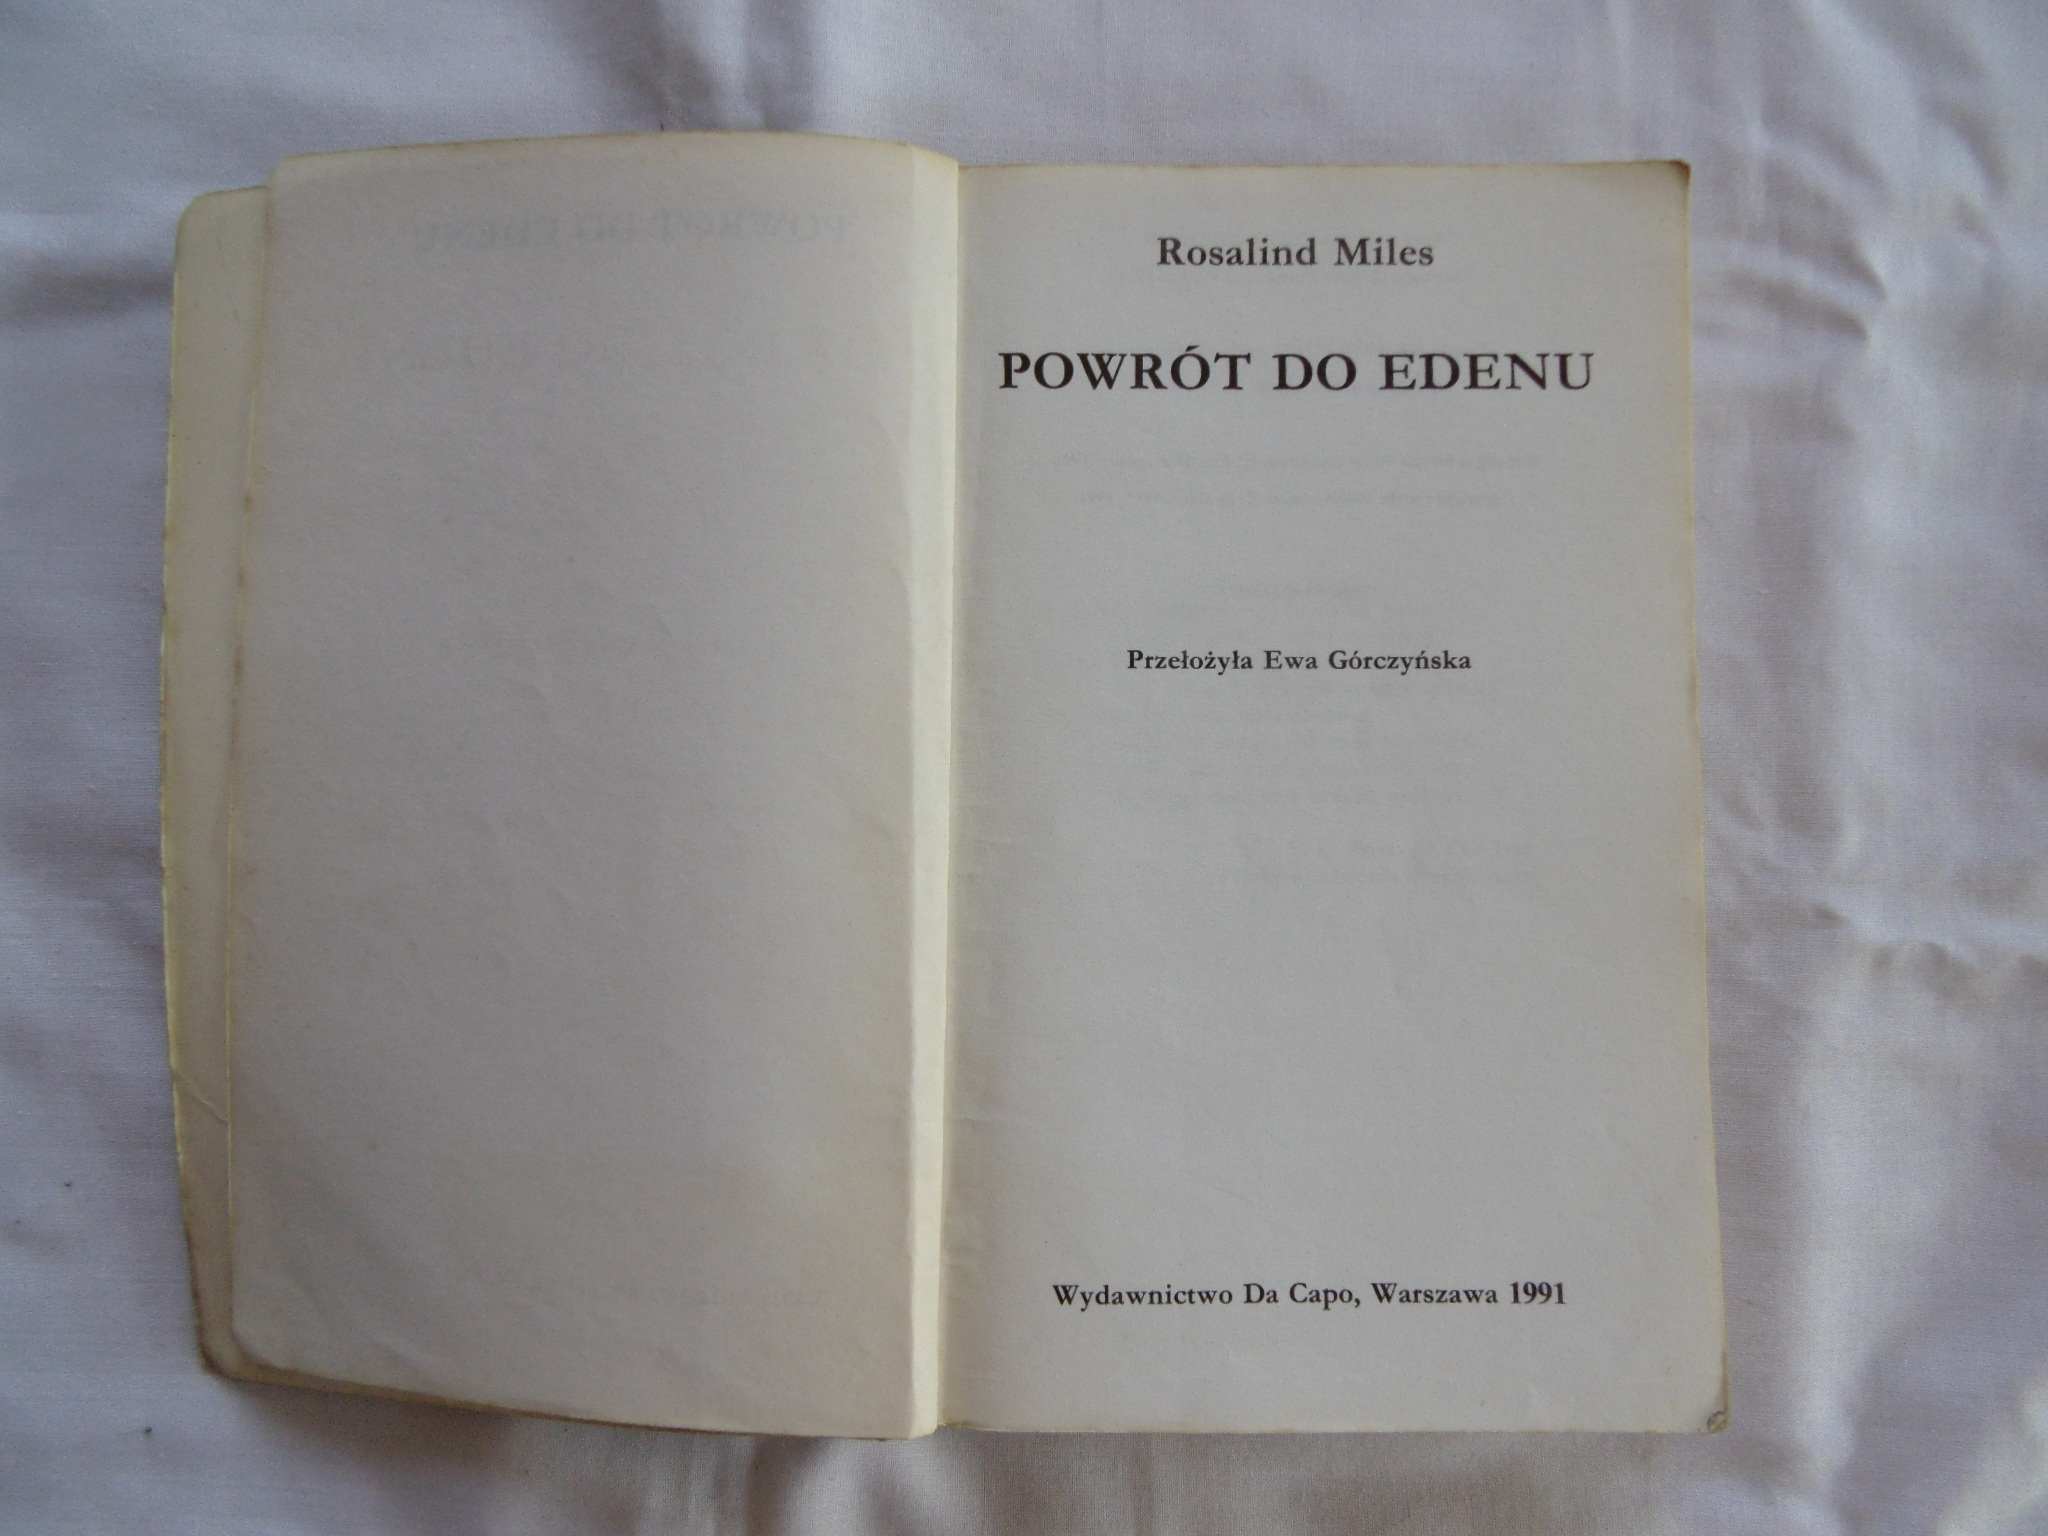 Rosalind Miles
POWRÓT DO EDENU
Przełożyła Ewa Górczyńska
Wydawnictwo Da Capo, Warszawa 1991